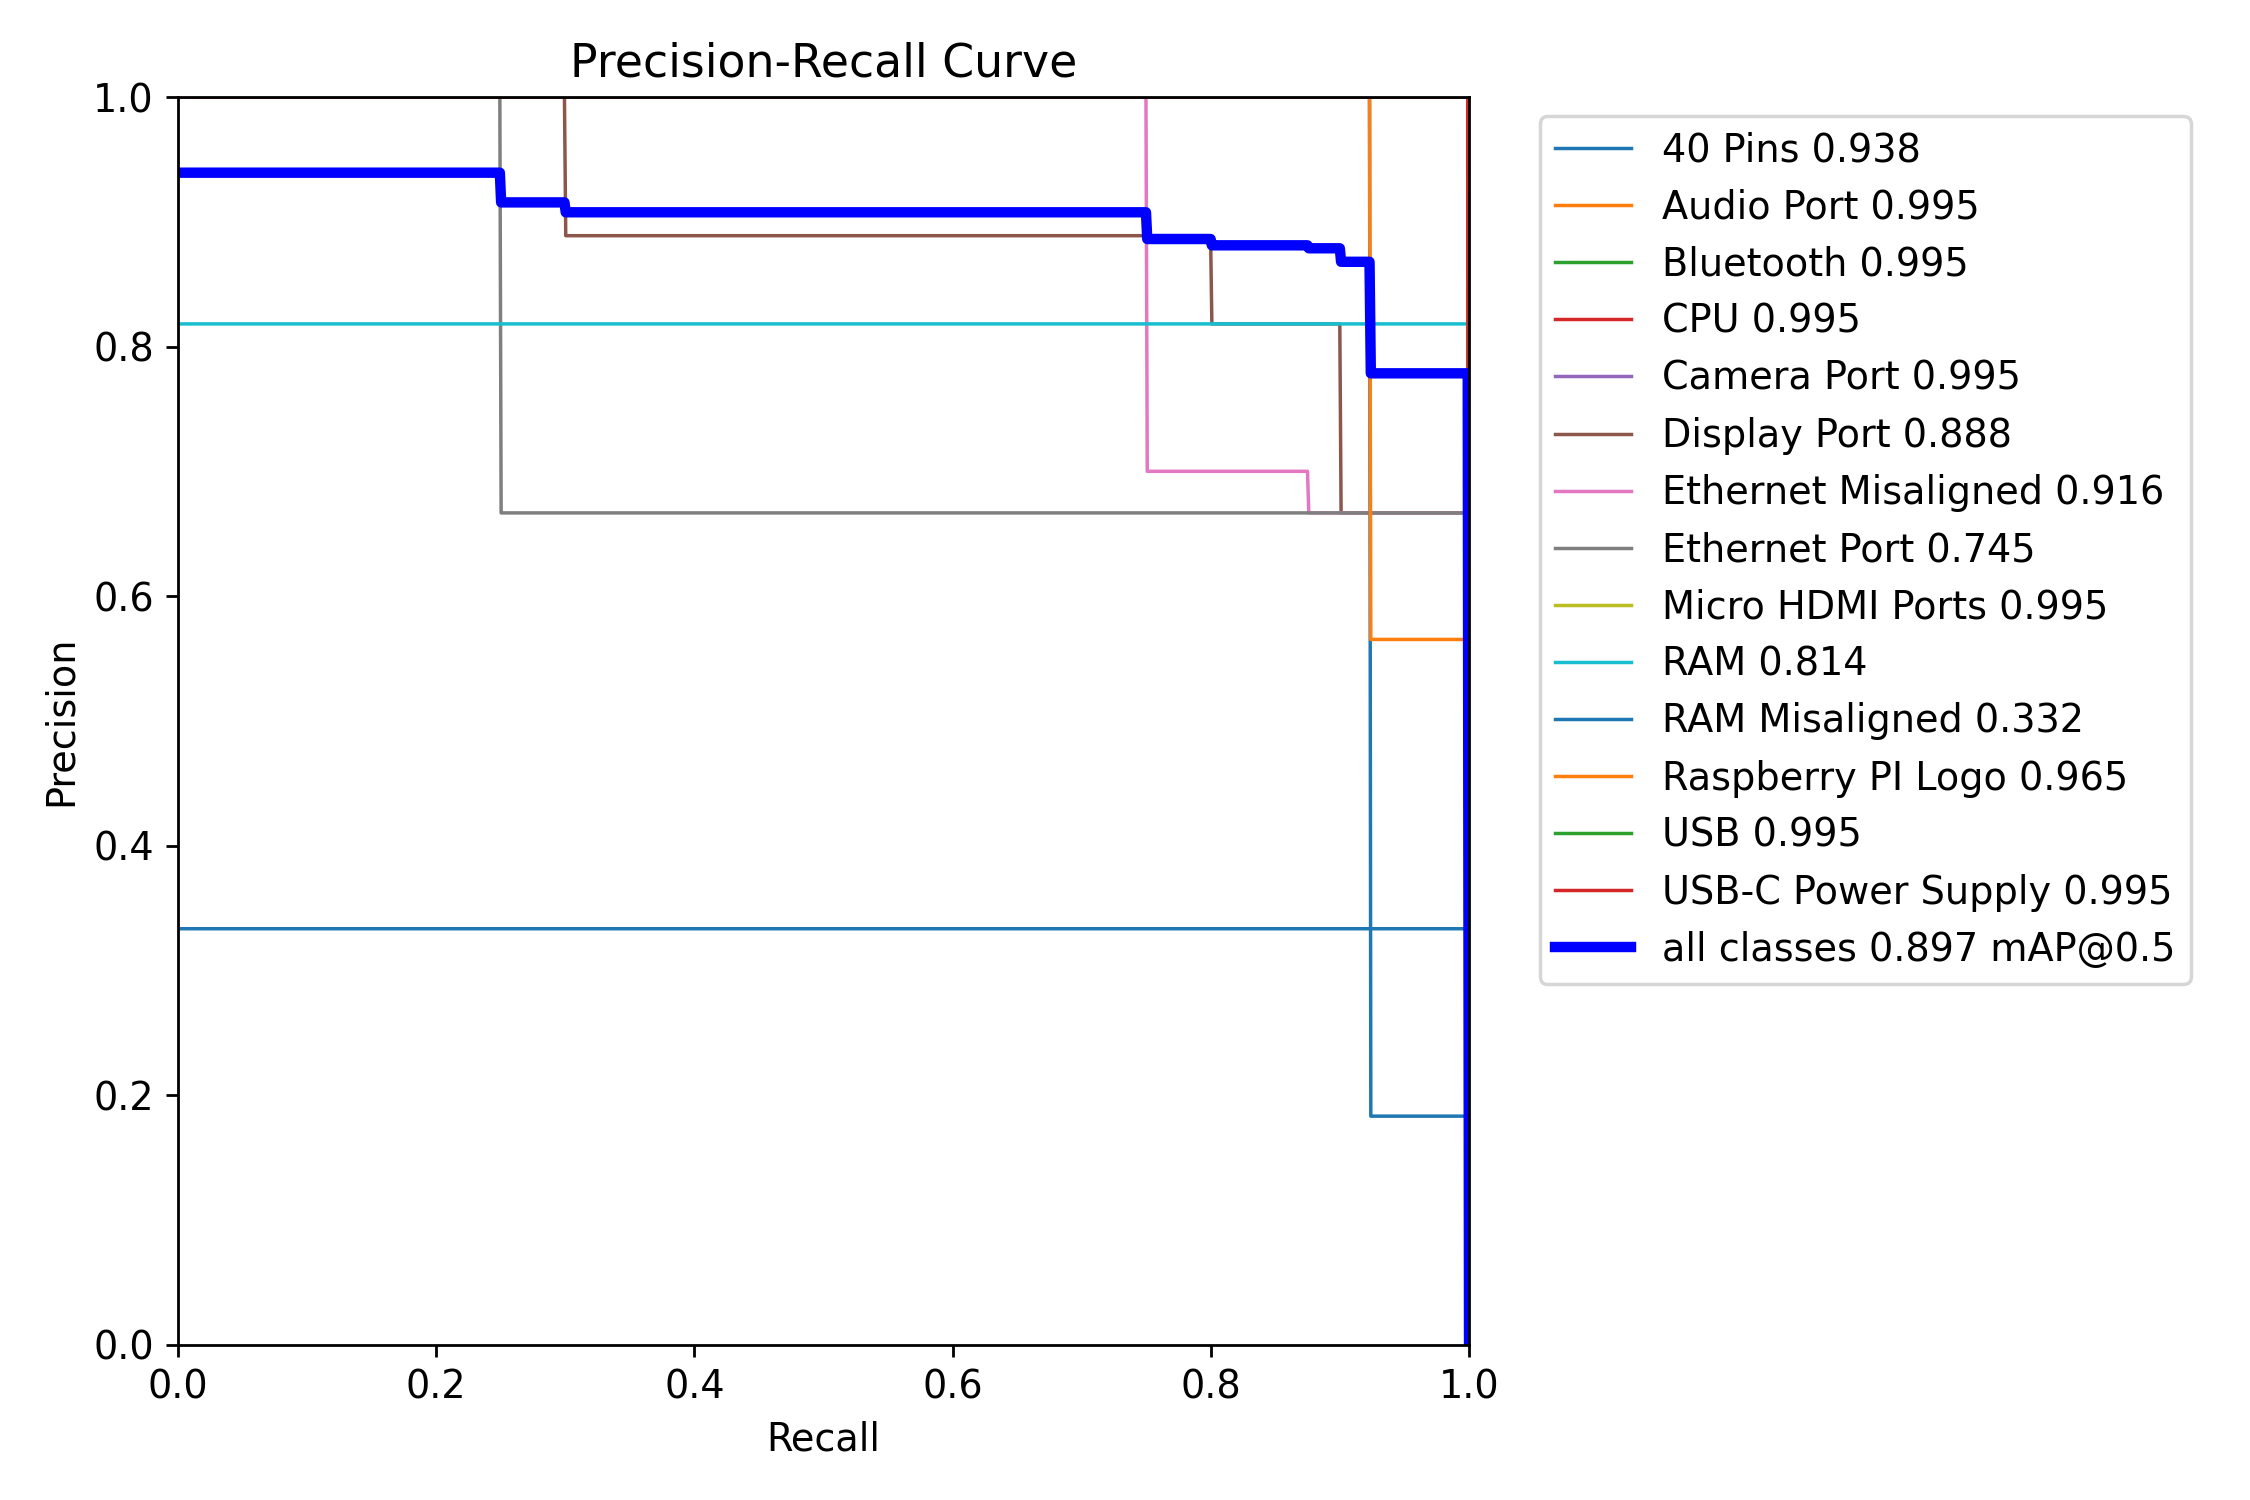 Precision-Recall Curve
1.0
0.8
0.6
0.4
0.2
0.0
Precision
0.0 0.2 0.4 0.6 0.8 1.0
Recall
40 Pins 0.938
Audio Port 0.995
Bluetooth 0.995
CPU 0.995
Camera Port 0.995
Display Port 0.888
Ethernet Misaligned 0.916
Ethernet Port 0.745
Micro HDMI Ports 0.995
RAM 0.814
RAM Misaligned 0.332
Raspberry PI Logo 0.965
USB 0.995
USB-C Power Supply 0.995
all classes 0.897 mAP@0.5